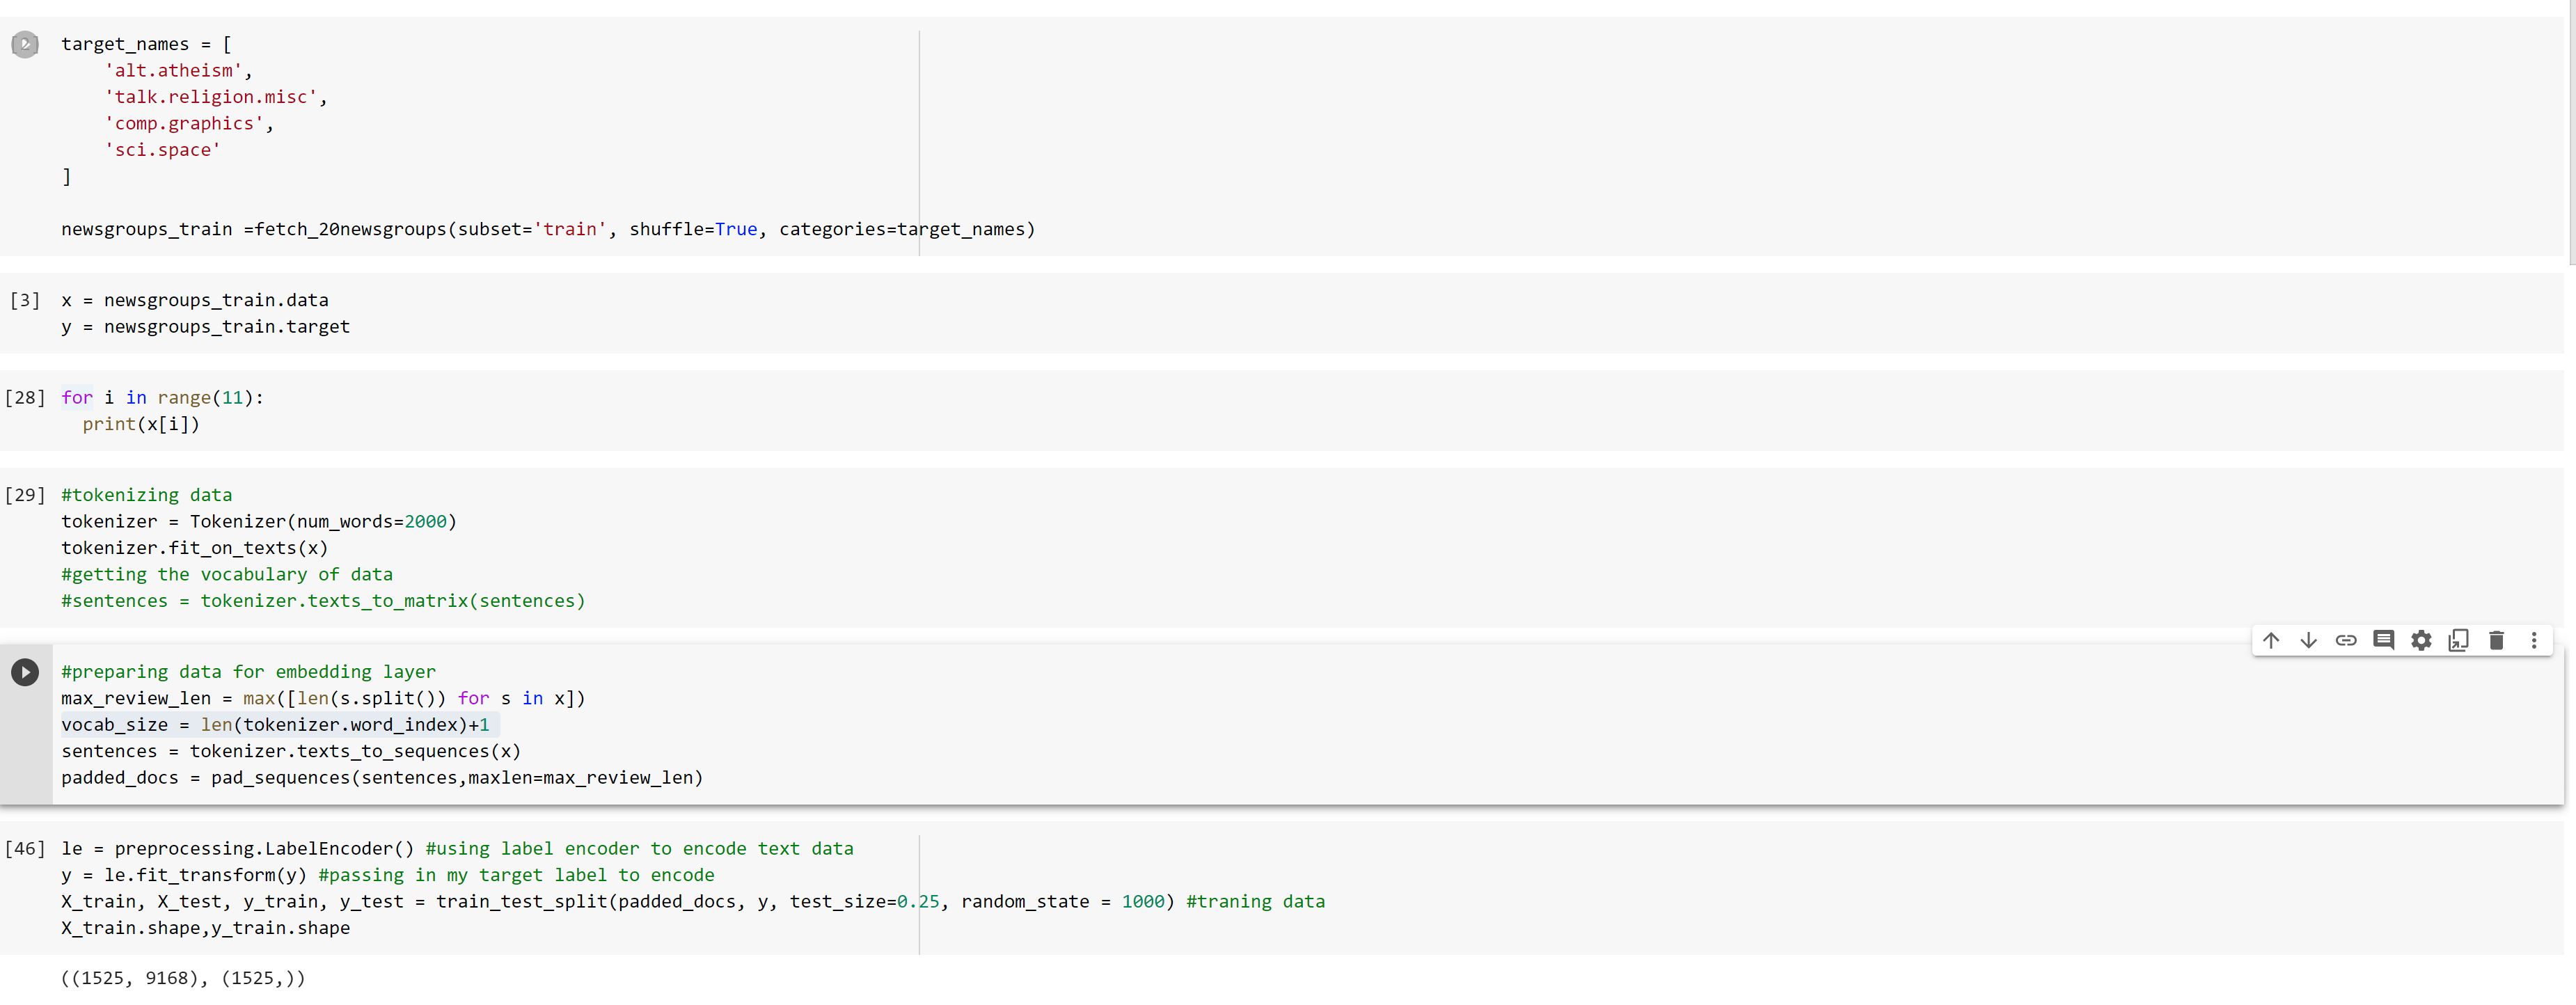 [2] target_names = [
'alt.atheism',
'talk.religion.misc',
'comp.graphics',
'sci.space'
]
newsgroups_train =fetch_20newsgroups(subset='train', shuffle=True, categories=target_names)
[3] x = newsgroups_train.data
y = newsgroups_train.target
[28] for i in range(11):
print(x[i])
[29] #tokenizing data
tokenizer = Tokenizer(num_words=2000)
tokenizer.fit_on_texts(x)
#getting the vocabulary of data
#sentences = tokenizer.texts_to_matrix(sentences)
#preparing data for embedding layer
max_review_len = max([len(s.split()) for s in x])
vocab_size = len(tokenizer.word_index)+1
sentences = tokenizer.texts_to_sequences(x)
padded_docs = pad_sequences(sentences,maxlen=max_review_len)
[46] le = preprocessing.LabelEncoder() #using label encoder to encode text data
y = le.fit_transform(y) #passing in my target label to encode
X_train, X_test, y_train, y_test = train_test_split(padded_docs, y, test_size=0.25, random_state = 1000) #traning data
X_train.shape,y_train.shape
((1525, 9168), (1525,))